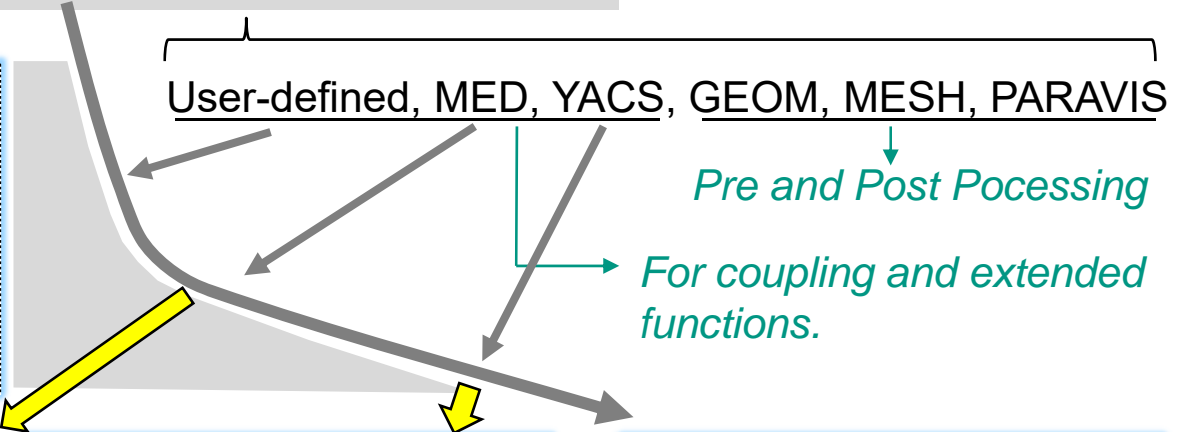 User-defined, MED, YACS, GEOM, MESH, PARAVIS
Pre and Post Pocessing
For coupling and extended
functions.